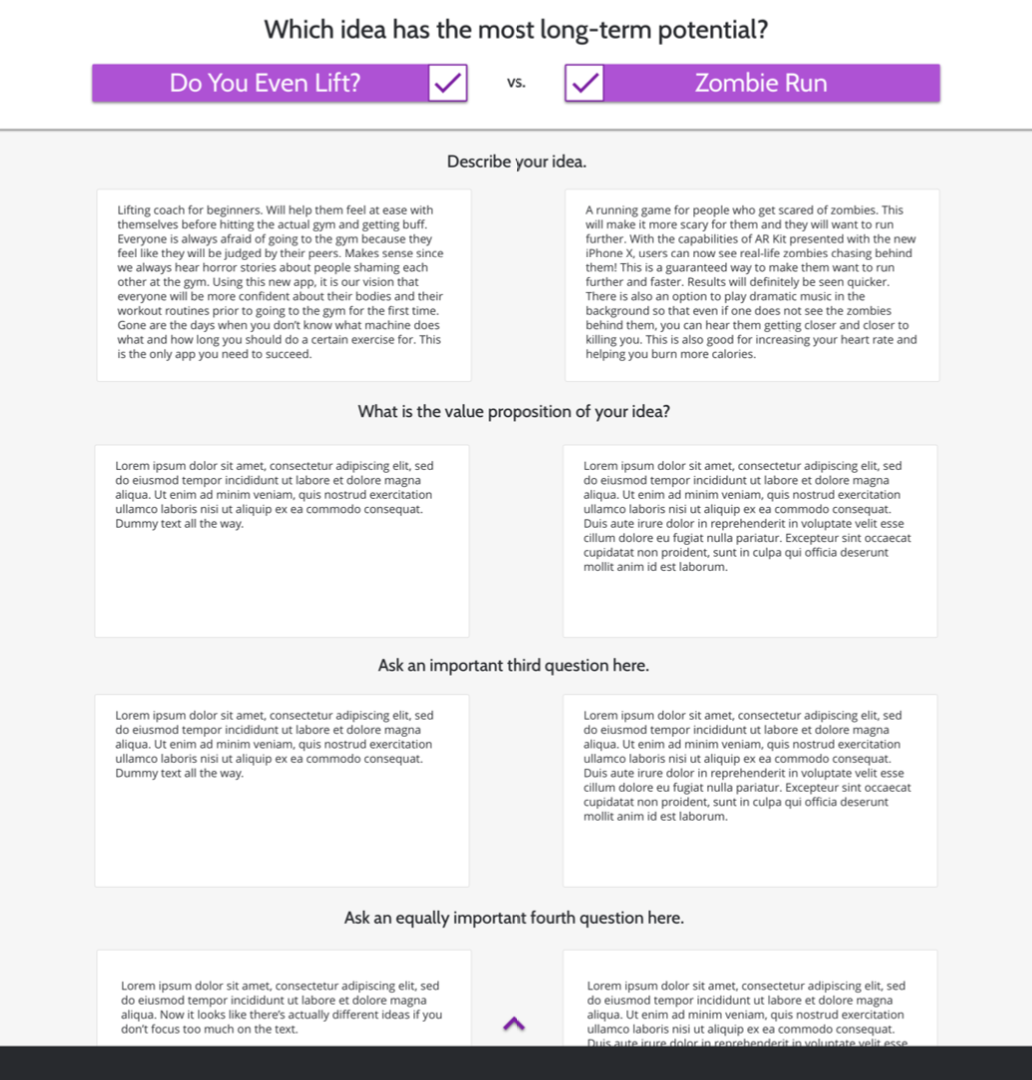 Which idea has the most long-term potential?
Do You Even Lift?
vs.
Zombie Run
Describe your idea.
Lifting coach for beginners. Will help them feel at ease with
themselves before hitting the actual gym and getting buff.
Everyone is always afraid of going to the gym because they
feel like they will be judged by their peers. Makes sense since
we always hear horror stories about people shaming each
other at the gym. Using this new app, it is our vision that
everyone will be more confident about their bodies and their
workout routines prior to going to the gym for the first time.
Gone are the days when you don't know what machine does
what and how long you should do a certain exercise for. This
is the only app you need to succeed.
A running game for people who get scared of zombies. This
will make it more scary for them and they will want to run
further. With the capabilities of AR Kit presented with the new
iPhone X, users can now see real-life zombies chasing behind
them! This is a guaranteed way to make them want to run
further and faster. Results will definitely be seen quicker.
There is also an option to play dramatic music in the
background so that even if one does not see the zombies
behind them, you can hear them getting closer and closer to
killing you. This is also good for increasing your heart rate and
helping you burn more calories.
What is the value proposition of your idea?
Lorem ipsum dolor sit amet, consectetur adipiscing elit, sed
do eiusmod tempor incididunt ut labore et dolore magna
aliqua. Ut enim ad minim veniam, quis nostrud exercitation
ullamco laboris nisi ut aliquip ex ea commodo consequat.
Dummy text all the way.
Lorem ipsum dolor sit amet, consectetur adipiscing elit, sed
do eiusmod tempor incididunt ut labore et dolore magna
aliqua. Ut enim ad minim veniam, quis nostrud exercitation
ullamco laboris nisi ut aliquip ex ea commodo consequat.
Duis aute irure dolor in reprehenderit in voluptate velit esse
cillum dolore eu fugiat nulla pariatur. Excepteur sint occaecat
cupidatat non proident, sunt in culpa qui officia deserunt
mollit anim id est laborum.
Ask an important third question here.
Lorem ipsum dolor sit amet, consectetur adipiscing elit, sed
do eiusmod tempor incididunt ut labore et dolore magna
aliqua. Ut enim ad minim veniam, quis nostrud exercitation
ullamco laboris nisi ut aliquip ex ea commodo consequat.
Dummy text all the way.
Lorem ipsum dolor sit amet, consectetur adipiscing elit, sed
do eiusmod tempor incididunt ut labore et dolore magna
aliqua. Ut enim ad minim veniam, quis nostrud exercitation
ullamco laboris nisi ut aliquip ex ea commodo consequat.
Duis aute irure dolor in reprehenderit in voluptate velit esse
cillum dolore eu fugiat nulla pariatur. Excepteur sint occaecat
cupidatat non proident, sunt in culpa qui officia deserunt
mollit anim id est laborum.
Ask an equally important fourth question here.
Lorem ipsum dolor sit amet, consectetur adipiscing elit, sed
do eiusmod tempor incididunt ut labore et dolore magna
aliqua. Now it looks like there's actually different ideas if you
don't focus too much on the text.
Lorem ipsum dolor sit amet, consectetur adipiscing elit, sed
do eiusmod tempor incididunt ut labore et dolore magna
aliqua. Ut enim ad minim veniam, quis nostrud exercitation
ullamco laboris nisi ut aliquip ex ea commodo consequat.
Duis aute irure dolor in reprehenderit in voluptate velit esse